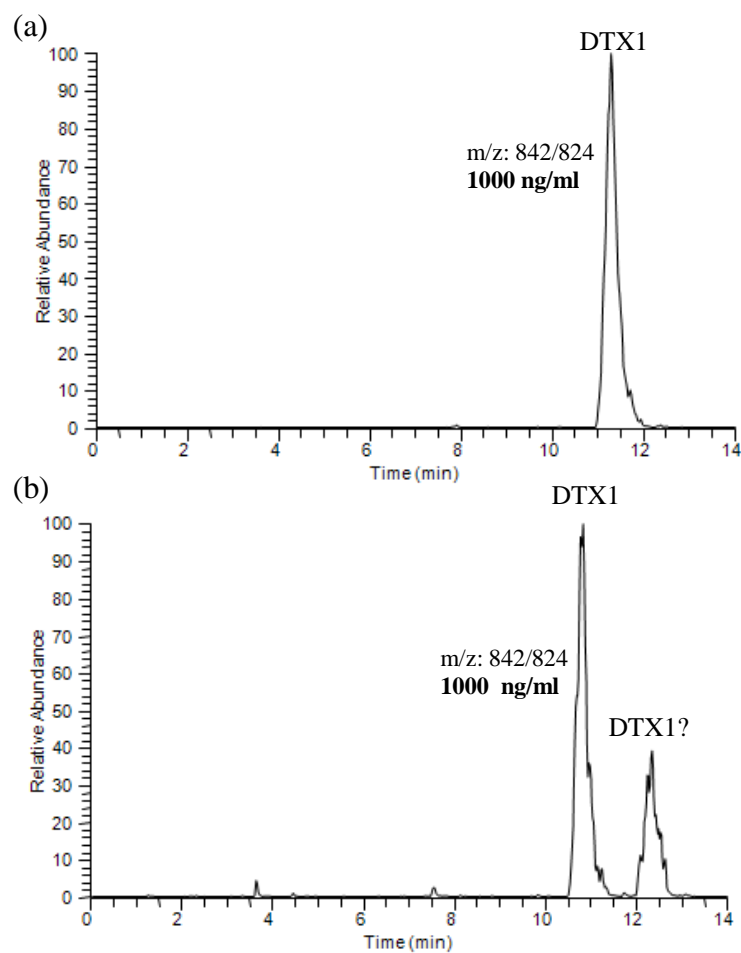 (a)
DTX1
m/z: 842/824
1000 ng/ml
Relative Abundance
100
90
80
70
60
50
40
30
20
10
0
0 2 4 6 8 10 12 14
Time (min)
(b)
DTX1
m/z: 842/824
1000 ng/ml
DTX1?
Relative Abundance
100
90
80
70
60
50
40
30
20
10
0
0 2 4 6 8 10 12 14
Time (min)